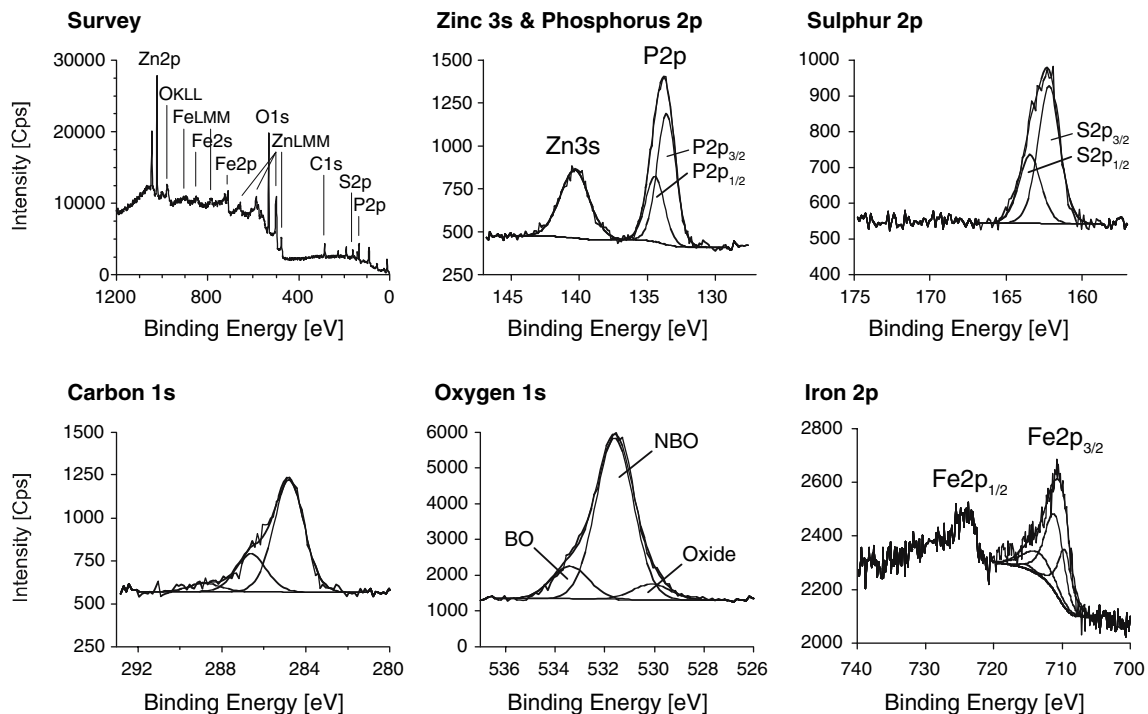 Survey
Intensity [Cps]
30000
20000
10000
0
Zn2p
OKLL
FeLMM
Fe2s
Fe2p
O1s
ZnLMM
C1s
S2p
P2p
1200 800 400 0
Binding Energy [eV]
Zinc 3s & Phosphorus 2p
1500
1250
1000
750
500
250
Zn3s
P2p
P2p3/2
P2p1/2
145 140 135 130
Binding Energy [eV]
Sulphur 2p
1000
900
800
700
600
500
400
S2p3/2
S2p1/2
175 170 165 160
Binding Energy [eV]
Carbon 1s
Intensity [Cps]
1500
1250
1000
750
500
250
292 288 284 280
Binding Energy [eV]
Oxygen 1s
6000
5000
4000
3000
2000
1000
0
NBO
BO
Oxide
536 534 532 530 528 526
Binding Energy [eV]
Iron 2p
2800
2600
2400
2200
2000
Fe2p1/2
Fe2p3/2
740 730 720 710 700
Binding Energy [eV]